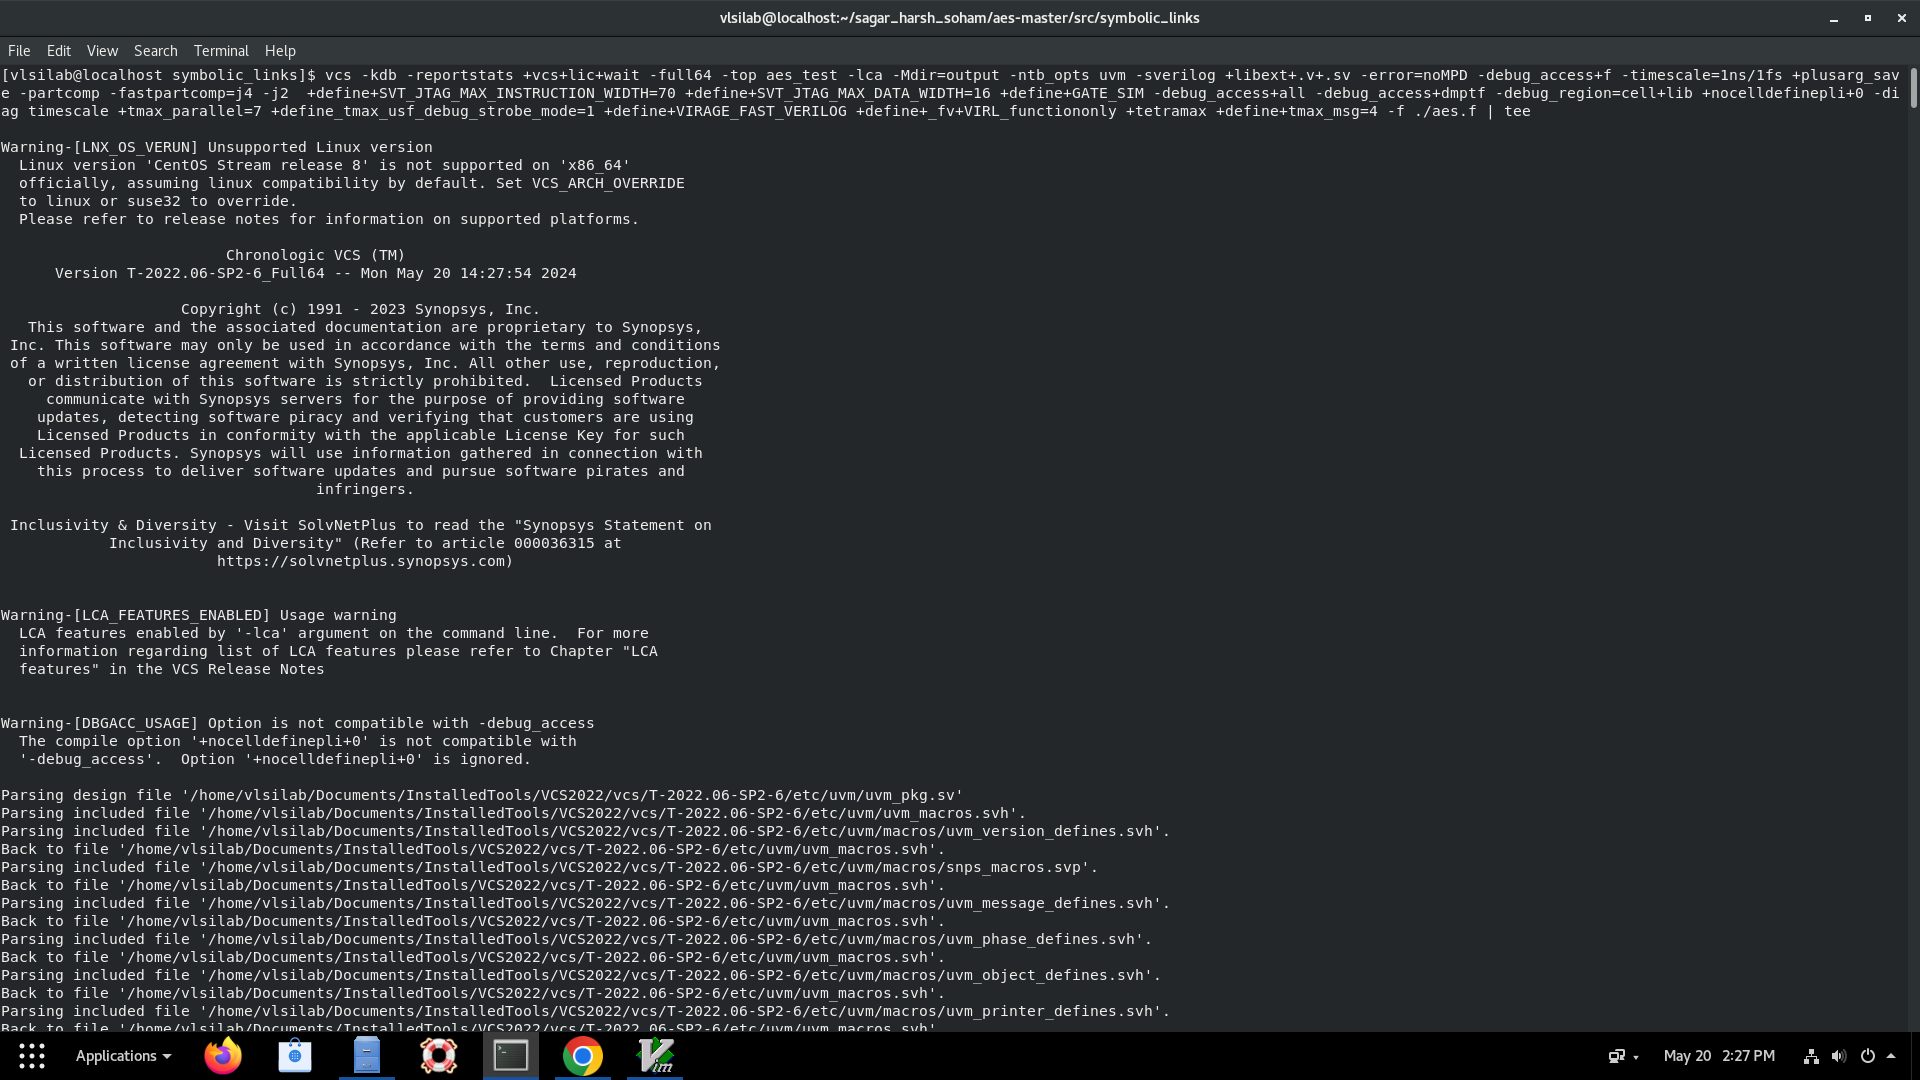 vlsilab@localhost:~/sagar_harsh_soham/aes-master/src/symbolic_links
File Edit View Search Terminal Help
[vlsilab@localhost symbolic_links]$ vcs -kdb -reportstats +vcs+lic+wait -full64 -top aes_test -lca -Mdir=output -ntb_opts uvm -sverilog +libext+.v+.sv -error=noMPD -debug_access+f -timescale=1ns/1fs +plusarg_sav
e -partcomp -fastpartcomp=j4 -j2  +define+SVT_JTAG_MAX_INSTRUCTION_WIDTH=70 +define+SVT_JTAG_MAX_DATA_WIDTH=16 +define+GATE_SIM -debug_access+all -debug_access+dmptf -debug_region=cell+lib +nocelldefinepli+0 -di
ag timescale +tmax_parallel=7 +define_tmax_usf_debug_strobe_mode=1 +define+VIRAGE_FAST_VERILOG +define+_fv+VIRL_functiononly +tetramax +define+tmax_msg=4 -f ./aes.f | tee
Warning-[LNX_OS_VERUN] Unsupported Linux version
Linux version 'CentOS Stream release 8' is not supported on 'x86_64'
officially, assuming linux compatibility by default. Set VCS_ARCH_OVERRIDE
to linux or suse32 to override.
Please refer to release notes for information on supported platforms.
Chronologic VCS (TM)
Version T-2022.06-SP2-6_Full64 -- Mon May 20 14:27:54 2024
Copyright (c) 1991 - 2023 Synopsys, Inc.
This software and the associated documentation are proprietary to Synopsys,
Inc. This software may only be used in accordance with the terms and conditions
of a written license agreement with Synopsys, Inc. All other use, reproduction,
or distribution of this software is strictly prohibited.  Licensed Products
communicate with Synopsys servers for the purpose of providing software
updates, detecting software piracy and verifying that customers are using
Licensed Products in conformity with the applicable License Key for such
Licensed Products. Synopsys will use information gathered in connection with
this process to deliver software updates and pursue software pirates and
infringers.
Inclusivity & Diversity - Visit SolvNetPlus to read the "Synopsys Statement on
Inclusivity and Diversity" (Refer to article 000036315 at
https://solvnetplus.synopsys.com)
Warning-[LCA_FEATURES_ENABLED] Usage warning
LCA features enabled by '-lca' argument on the command line.  For more
information regarding list of LCA features please refer to Chapter "LCA
features" in the VCS Release Notes
Warning-[DBGACC_USAGE] Option is not compatible with -debug_access
The compile option '+nocelldefinepli+0' is not compatible with
'-debug_access'.  Option '+nocelldefinepli+0' is ignored.
Parsing design file '/home/vlsilab/Documents/InstalledTools/VCS2022/vcs/T-2022.06-SP2-6/etc/uvm/uvm_pkg.sv'
Parsing included file '/home/vlsilab/Documents/InstalledTools/VCS2022/vcs/T-2022.06-SP2-6/etc/uvm/uvm_macros.svh'.
Parsing included file '/home/vlsilab/Documents/InstalledTools/VCS2022/vcs/T-2022.06-SP2-6/etc/uvm/macros/uvm_version_defines.svh'.
Back to file '/home/vlsilab/Documents/InstalledTools/VCS2022/vcs/T-2022.06-SP2-6/etc/uvm/uvm_macros.svh'.
Parsing included file '/home/vlsilab/Documents/InstalledTools/VCS2022/vcs/T-2022.06-SP2-6/etc/uvm/macros/snps_macros.svp'.
Back to file '/home/vlsilab/Documents/InstalledTools/VCS2022/vcs/T-2022.06-SP2-6/etc/uvm/uvm_macros.svh'.
Parsing included file '/home/vlsilab/Documents/InstalledTools/VCS2022/vcs/T-2022.06-SP2-6/etc/uvm/macros/uvm_message_defines.svh'.
Back to file '/home/vlsilab/Documents/InstalledTools/VCS2022/vcs/T-2022.06-SP2-6/etc/uvm/uvm_macros.svh'.
Parsing included file '/home/vlsilab/Documents/InstalledTools/VCS2022/vcs/T-2022.06-SP2-6/etc/uvm/macros/uvm_phase_defines.svh'.
Back to file '/home/vlsilab/Documents/InstalledTools/VCS2022/vcs/T-2022.06-SP2-6/etc/uvm/uvm_macros.svh'.
Parsing included file '/home/vlsilab/Documents/InstalledTools/VCS2022/vcs/T-2022.06-SP2-6/etc/uvm/macros/uvm_object_defines.svh'.
Back to file '/home/vlsilab/Documents/InstalledTools/VCS2022/vcs/T-2022.06-SP2-6/etc/uvm/uvm_macros.svh'.
Parsing included file '/home/vlsilab/Documents/InstalledTools/VCS2022/vcs/T-2022.06-SP2-6/etc/uvm/macros/uvm_printer_defines.svh'.
Back to file '/home/vlsilab/Documents/InstalledTools/VCS2022/vcs/T-2022.06-SP2-6/etc/uvm/uvm_macros.svh'
Applications May 20 2:27 PM